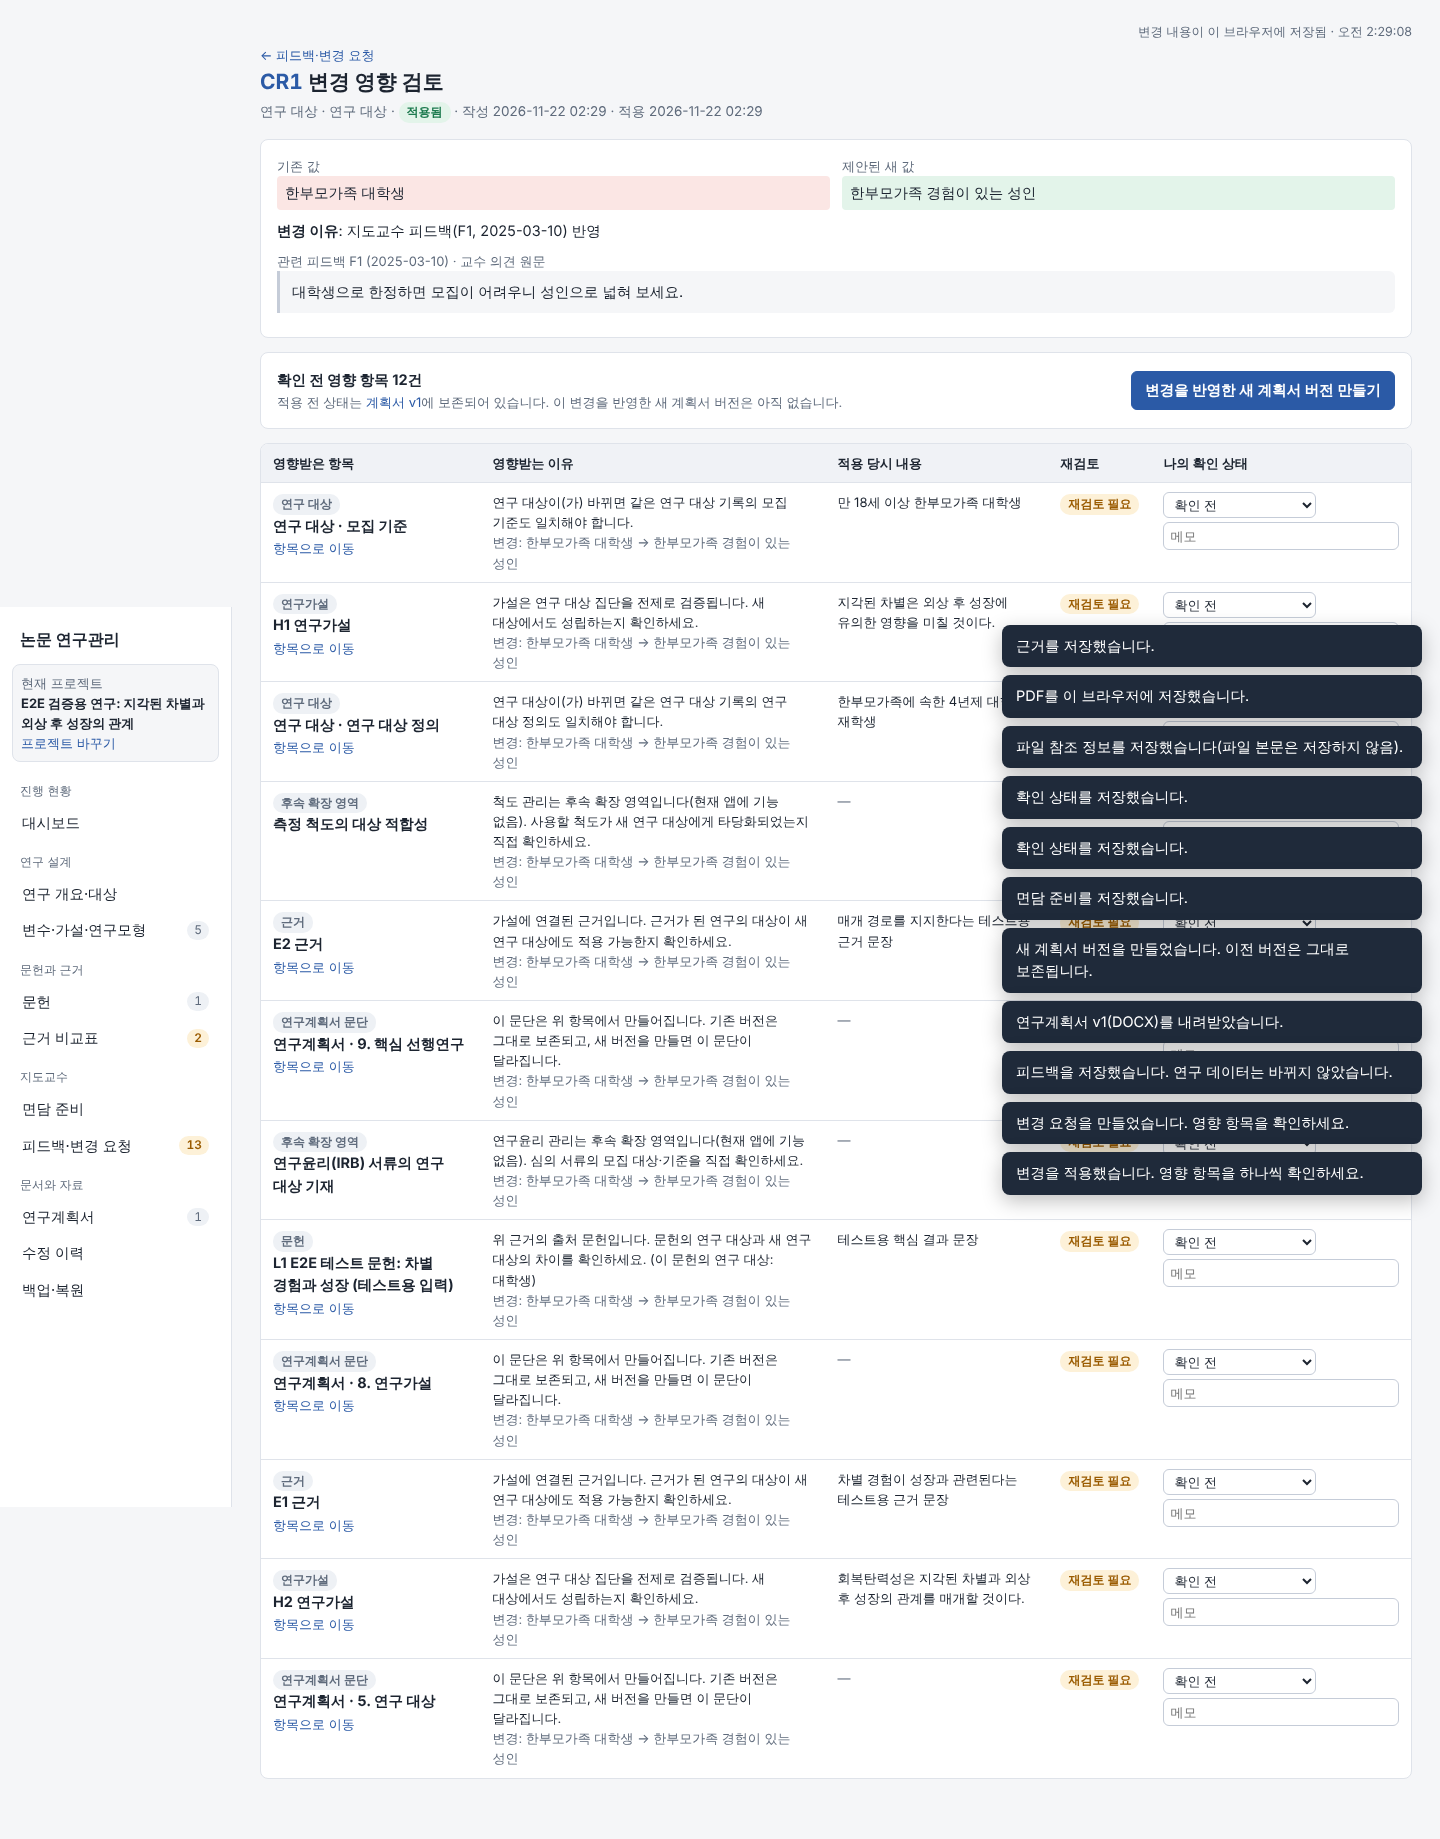 변경 내용이 이 브라우저에 저장됨 · 오전 2:29:08
← 피드백·변경 요청
CR1 변경 영향 검토
연구 대상 · 연구 대상 · 적용됨 · 작성 2026-11-22 02:29 · 적용 2026-11-22 02:29
기존 값
한부모가족 대학생
제안된 새 값
한부모가족 경험이 있는 성인
변경 이유: 지도교수 피드백(F1, 2025-03-10) 반영
관련 피드백 F1 (2025-03-10) · 교수 의견 원문
대학생으로 한정하면 모집이 어려우니 성인으로 넓혀 보세요.
확인 전 영향 항목 12건
적용 전 상태는 계획서 v1에 보존되어 있습니다. 이 변경을 반영한 새 계획서 버전은 아직 없습니다.
변경을 반영한 새 계획서 버전 만들기
논문 연구관리
현재 프로젝트
E2E 검증용 연구: 지각된 차별과
외상 후 성장의 관계
프로젝트 바꾸기
진행 현황
대시보드
연구 설계
연구 개요·대상
변수·가설·연구모형 5
문헌과 근거
문헌 1
근거 비교표 2
지도교수
면담 준비
피드백·변경 요청 13
문서와 자료
연구계획서 1
수정 이력
백업·복원
영향받은 항목 영향받는 이유 적용 당시 내용 재검토 나의 확인 상태
연구 대상
연구 대상 · 모집 기준
항목으로 이동
연구 대상이(가) 바뀌면 같은 연구 대상 기록의 모집
기준도 일치해야 합니다.
변경: 한부모가족 대학생 → 한부모가족 경험이 있는
성인
만 18세 이상 한부모가족 대학생
재검토 필요
확인 전
메모
연구가설
H1 연구가설
항목으로 이동
가설은 연구 대상 집단을 전제로 검증됩니다. 새
대상에서도 성립하는지 확인하세요.
변경: 한부모가족 대학생 → 한부모가족 경험이 있는
성인
지각된 차별은 외상 후 성장에
유의한 영향을 미칠 것이다.
재검토 필요
확인 전
연구 대상
연구 대상 · 연구 대상 정의
항목으로 이동
연구 대상이(가) 바뀌면 같은 연구 대상 기록의 연구
대상 정의도 일치해야 합니다.
변경: 한부모가족 대학생 → 한부모가족 경험이 있는
성인
한부모가족에 속한 4년제
재학생
후속 확장 영역
측정 척도의 대상 적합성
척도 관리는 후속 확장 영역입니다(현재 앱에 기능
없음). 사용할 척도가 새 연구 대상에게 타당화되었는지
직접 확인하세요.
변경: 한부모가족 대학생 → 한부모가족 경험이 있는
성인
—
근거
E2 근거
항목으로 이동
가설에 연결된 근거입니다. 근거가 된 연구의 대상이 새
연구 대상에도 적용 가능한지 확인하세요.
변경: 한부모가족 대학생 → 한부모가족 경험이 있는
성인
매개 경로를 지지한다는 테스트용
근거 문장
재검토 필요
확인 전
연구계획서 문단
연구계획서 · 9. 핵심 선행연구
항목으로 이동
이 문단은 위 항목에서 만들어집니다. 기존 버전은
그대로 보존되고, 새 버전을 만들면 이 문단이
달라집니다.
변경: 한부모가족 대학생 → 한부모가족 경험이 있는
성인
—
후속 확장 영역
연구윤리(IRB) 서류의 연구
대상 기재
연구윤리 관리는 후속 확장 영역입니다(현재 앱에 기능
없음). 심의 서류의 모집 대상·기준을 직접 확인하세요.
변경: 한부모가족 대학생 → 한부모가족 경험이 있는
성인
—
재검토 필요
확인 전
문헌
L1 E2E 테스트 문헌: 차별
경험과 성장 (테스트용 입력)
항목으로 이동
위 근거의 출처 문헌입니다. 문헌의 연구 대상과 새 연구
대상의 차이를 확인하세요. (이 문헌의 연구 대상:
대학생)
변경: 한부모가족 대학생 → 한부모가족 경험이 있는
성인
테스트용 핵심 결과 문장
재검토 필요
확인 전
메모
연구계획서 문단
연구계획서 · 8. 연구가설
항목으로 이동
이 문단은 위 항목에서 만들어집니다. 기존 버전은
그대로 보존되고, 새 버전을 만들면 이 문단이
달라집니다.
변경: 한부모가족 대학생 → 한부모가족 경험이 있는
성인
—
재검토 필요
확인 전
메모
근거
E1 근거
항목으로 이동
가설에 연결된 근거입니다. 근거가 된 연구의 대상이 새
연구 대상에도 적용 가능한지 확인하세요.
변경: 한부모가족 대학생 → 한부모가족 경험이 있는
성인
차별 경험이 성장과 관련된다는
테스트용 근거 문장
재검토 필요
확인 전
메모
연구가설
H2 연구가설
항목으로 이동
가설은 연구 대상 집단을 전제로 검증됩니다. 새
대상에서도 성립하는지 확인하세요.
변경: 한부모가족 대학생 → 한부모가족 경험이 있는
성인
회복탄력성은 지각된 차별과 외상
후 성장의 관계를 매개할 것이다.
재검토 필요
확인 전
메모
연구계획서 문단
연구계획서 · 5. 연구 대상
항목으로 이동
이 문단은 위 항목에서 만들어집니다. 기존 버전은
그대로 보존되고, 새 버전을 만들면 이 문단이
달라집니다.
변경: 한부모가족 대학생 → 한부모가족 경험이 있는
성인
—
재검토 필요
확인 전
메모
근거를 저장했습니다.
PDF를 이 브라우저에 저장했습니다.
파일 참조 정보를 저장했습니다(파일 본문은 저장하지 않음).
확인 상태를 저장했습니다.
확인 상태를 저장했습니다.
면담 준비를 저장했습니다.
새 계획서 버전을 만들었습니다. 이전 버전은 그대로
보존됩니다.
연구계획서 v1(DOCX)를 내려받았습니다.
피드백을 저장했습니다. 연구 데이터는 바뀌지 않았습니다.
변경 요청을 만들었습니다. 영향 항목을 확인하세요.
변경을 적용했습니다. 영향 항목을 하나씩 확인하세요.